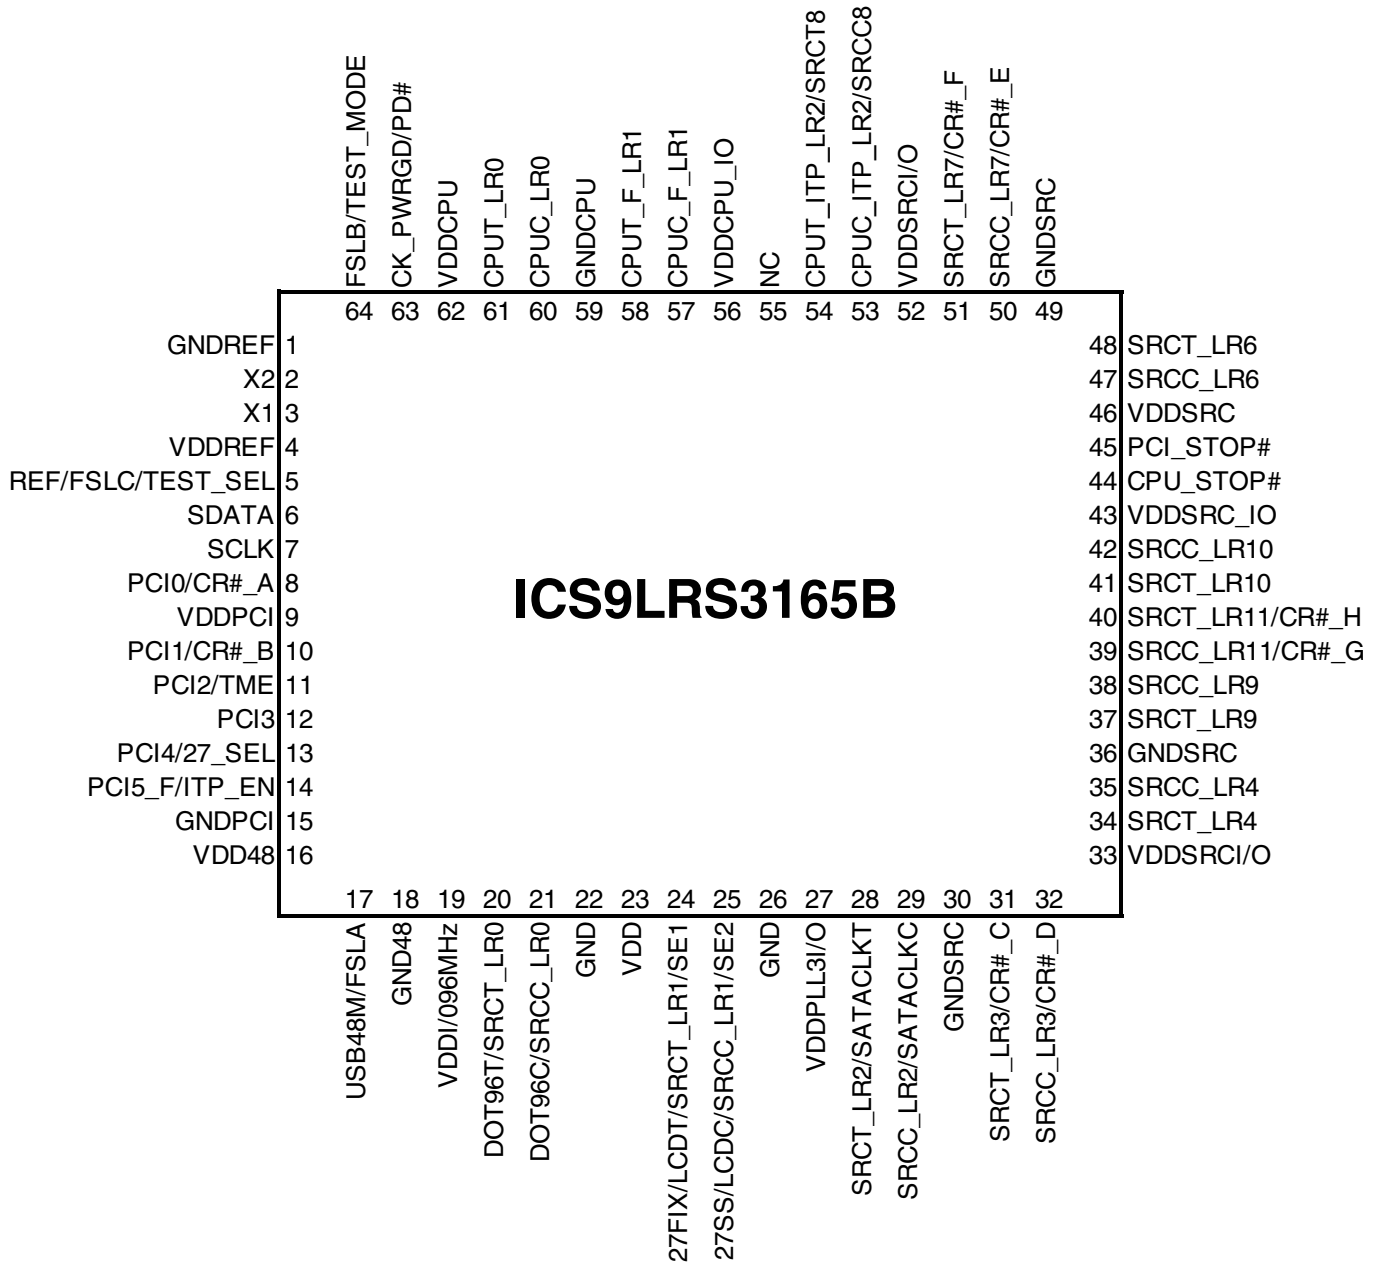 FSLB/TEST_MODE
CK_PWRGD/PD#
VDDCPU
CPUT_LR0
CPUC_LR0
GNDCPU
CPUT_F_LR1
CPUC_F_LR1
VDDCPU_IO
NC
CPUT_ITP_LR2/SRCT8
CPUC_ITP_LR2/SRCC8
VDDSRCI/O
SRCT_LR7/CR#_F
SRCC_LR7/CR#_E
GNDSRC
64 63 62 61 60 59 58 57 56 55 54 53 52 51 50 49
GNDREF 1
X2 2
X1 3
VDDREF 4
REF/FSLC/TEST_SEL 5
SDATA 6
SCLK 7
PCI0/CR#_A 8
VDDPCI 9
PCI1/CR#_B 10
PCI2/TME 11
PCI3 12
PCI4/27_SEL 13
PCI5_F/ITP_EN 14
GNDPCI 15
VDD48 16
ICS9LRS3165B
48 SRCT_LR6
47 SRCC_LR6
46 VDDSRC
45 PCI_STOP#
44 CPU_STOP#
43 VDDSRC_IO
42 SRCC_LR10
41 SRCT_LR10
40 SRCT_LR11/CR#_H
39 SRCC_LR11/CR#_G
38 SRCC_LR9
37 SRCT_LR9
36 GNDSRC
35 SRCC_LR4
34 SRCT_LR4
33 VDDSRCI/O
17 18 19 20 21 22 23 24 25 26 27 28 29 30 31 32
USB48M/FSLA
GND48
VDDI/096MHz
DOT96T/SRCT_LR0
DOT96C/SRCC_LR0
GND
VDD
27FIX/LCDT/SRCT_LR1/SE1
27SS/LCDC/SRCC_LR1/SE2
GND
VDDPLL3I/O
SRCT_LR2/SATACLKT
SRCC_LR2/SATACLKC
GNDSRC
SRCT_LR3/CR#_C
SRCC_LR3/CR#_D